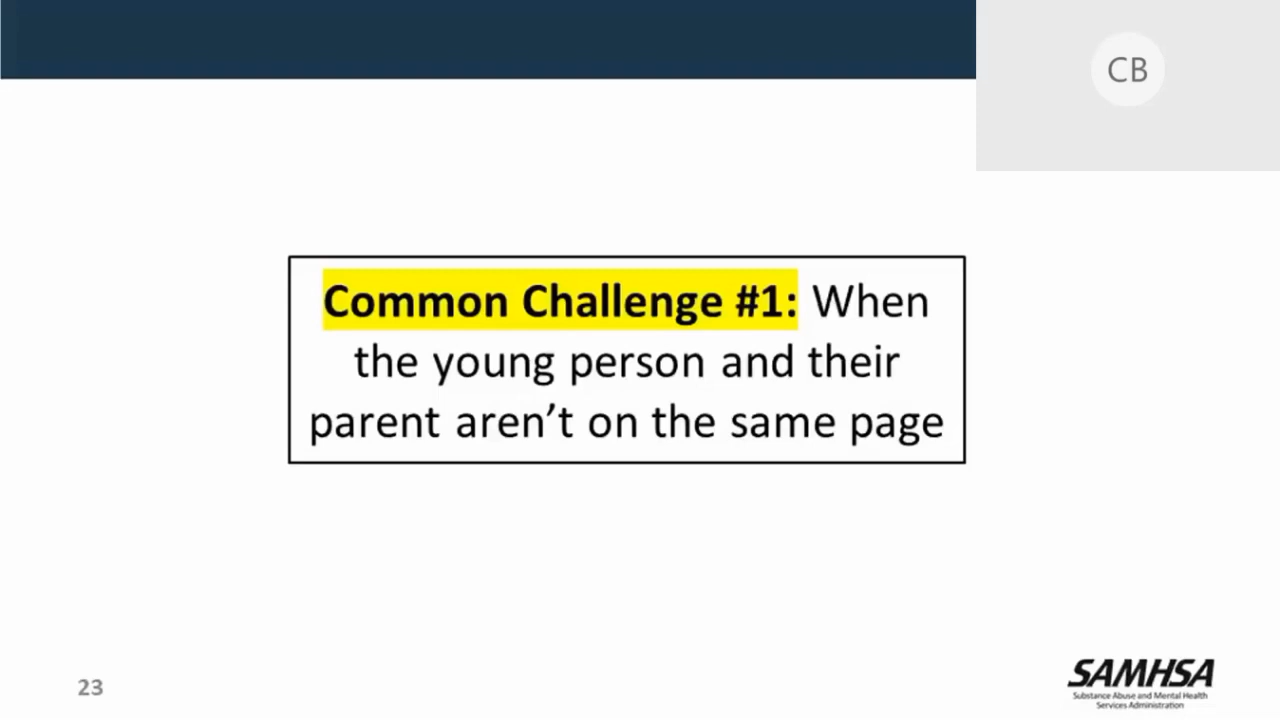 CB
Common Challenge #1: When
the young person and their
parent aren’t on the same page
23
SAMHSA
Substance Abuse and Mental Health
Services Administration